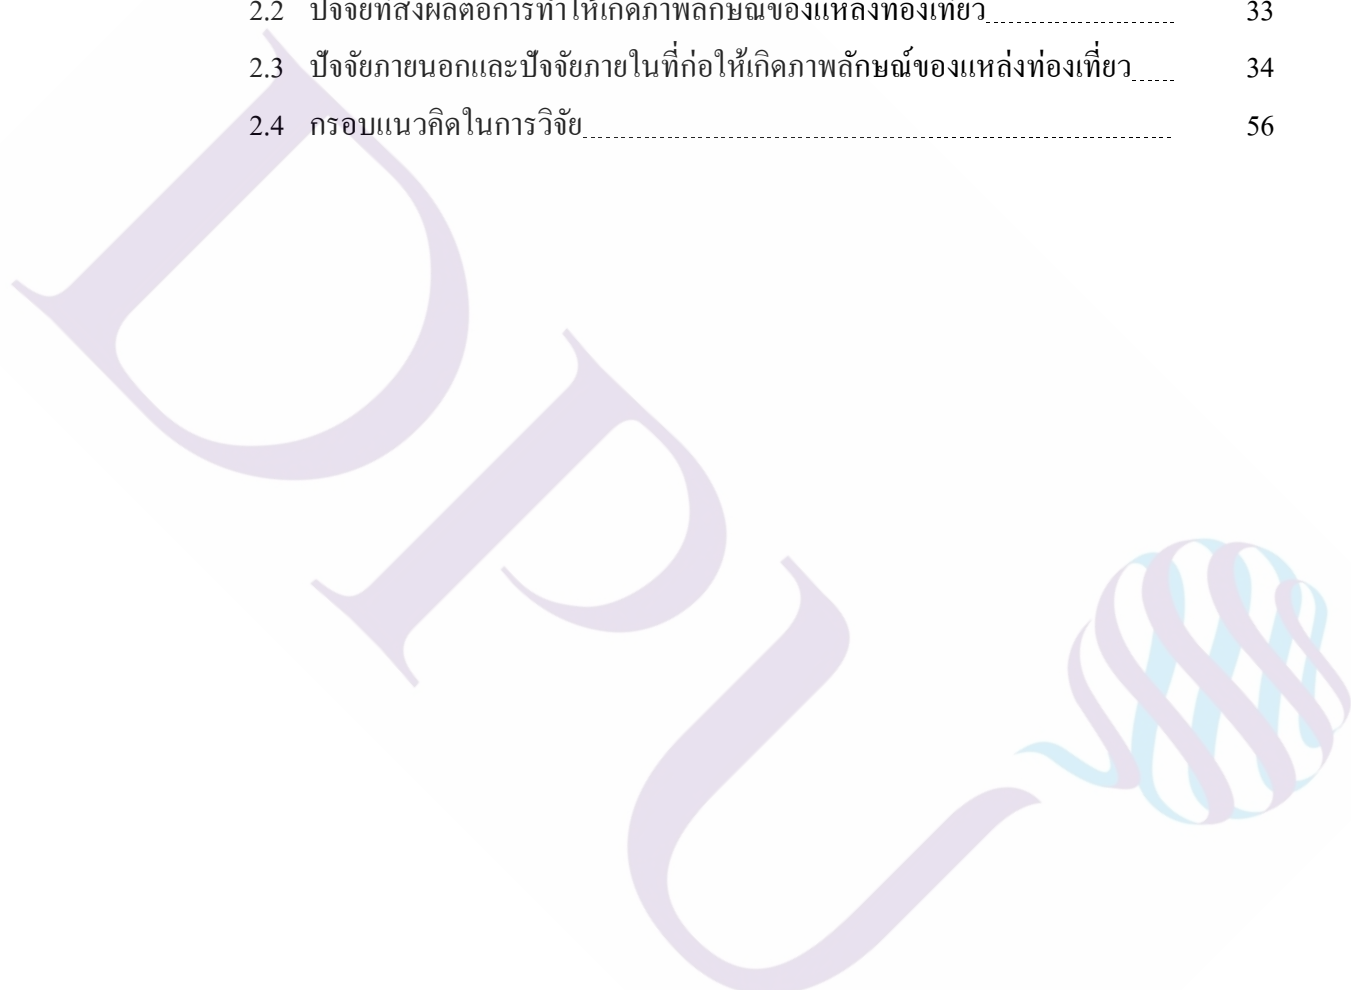 2.2 ปัจจัยที่ส่งผลต่อการทำให้เกิดภาพลักษณ์ของแหล่งท่องเที่ยว 33
2.3 ปัจจัยภายนอกและปัจจัยภายในที่ก่อให้เกิดภาพลักษณ์ของแหล่งท่องเที่ยว 34
2.4 กรอบแนวคิดในการวิจัย 56
DPU